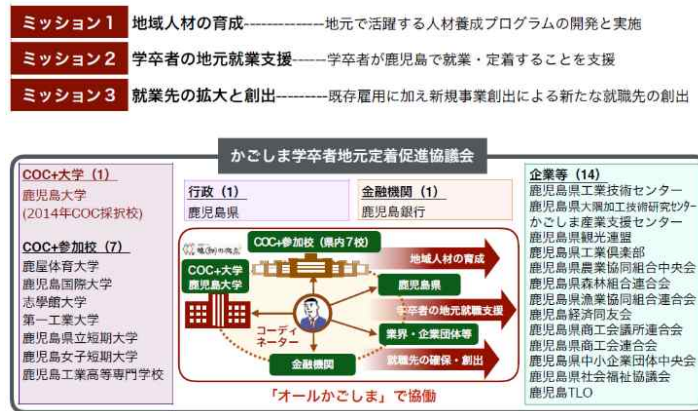 ミッション1 地域人材の育成-----地元で活躍する人材養成プログラムの開発と実施
ミッション2 学卒者の地元就業支援------学卒者が鹿児島で就業・定着することを支援
ミッション3 就業先の拡大と創出---------既存雇用に加え新規事業創出による新たな就職先の創出
かごしま学卒者地元定着促進協議会
COC+大学（1）
鹿児島大学
(2014年COC採択校)
COC+参加校（7）
鹿屋体育大学
鹿児島国際大学
志學館大学
第一工業大学
鹿児島県立短期大学
鹿児島女子短期大学
鹿児島工業高等専門学校
行政（1）
鹿児島県
金融機関（1）
鹿児島銀行
COC+参加校（県内7校）
COC+大学
鹿児島大学
地域人材の育成
鹿児島県
学卒者の地元就職支援
コーディ
ネーター
業界・企業団体等
金融機関
就職先の確保・創出
「オールかごしま」で協働
企業等（14）
鹿児島県工業技術センター
鹿児島県大隅加工技術研究センター
かごしま産業支援センター
鹿児島県観光連盟
鹿児島県工業倶楽部
鹿児島県農業協同組合中央会
鹿児島県森林組合連合会
鹿児島県漁業協同組合連合会
鹿児島経済同友会
鹿児島県商工会議所連合会
鹿児島県商工会連合会
鹿児島県中小企業団体中央会
鹿児島県社会福祉協議会
鹿児島TLO